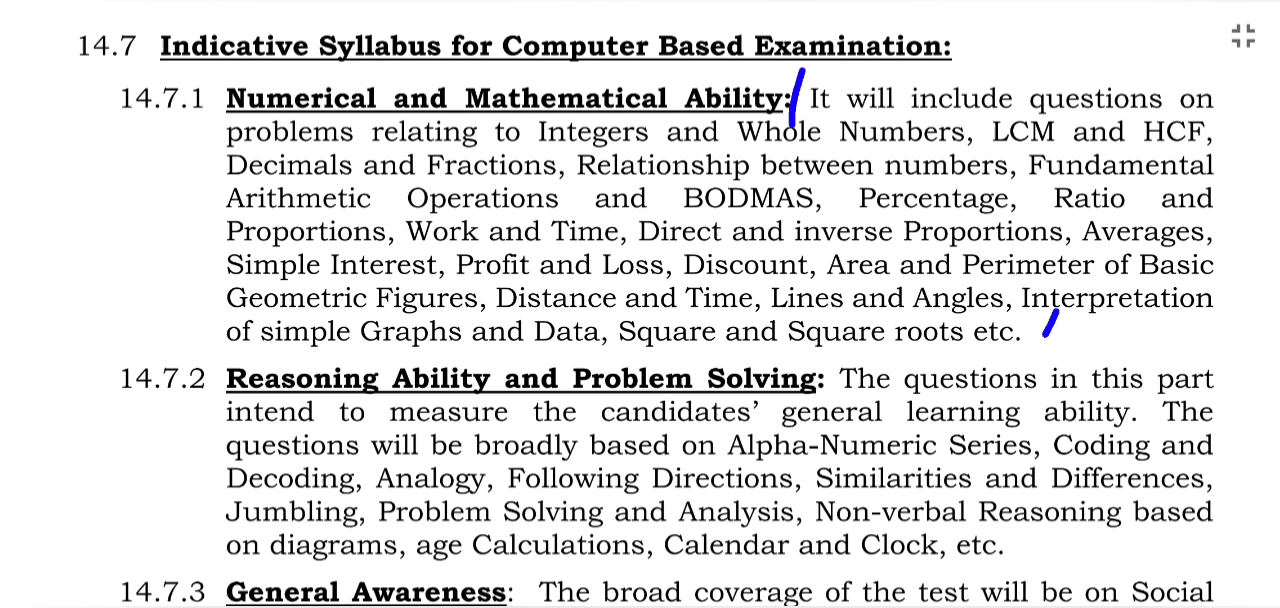 14.7 Indicative Syllabus for Computer Based Examination:
14.7.1 Numerical and Mathematical Ability: It will include questions on
problems relating to Integers and Whole Numbers, LCM and HCF,
Decimals and Fractions, Relationship between numbers, Fundamental
Arithmetic Operations and BODMAS, Percentage, Ratio and
Proportions, Work and Time, Direct and inverse Proportions, Averages,
Simple Interest, Profit and Loss, Discount, Area and Perimeter of Basic
Geometric Figures, Distance and Time, Lines and Angles, Interpretation
of simple Graphs and Data, Square and Square roots etc.
14.7.2 Reasoning Ability and Problem Solving: The questions in this part
intend to measure the candidates’ general learning ability. The
questions will be broadly based on Alpha-Numeric Series, Coding and
Decoding, Analogy, Following Directions, Similarities and Differences,
Jumbling, Problem Solving and Analysis, Non-verbal Reasoning based
on diagrams, age Calculations, Calendar and Clock, etc.
14.7.3 General Awareness: The broad coverage of the test will be on Social